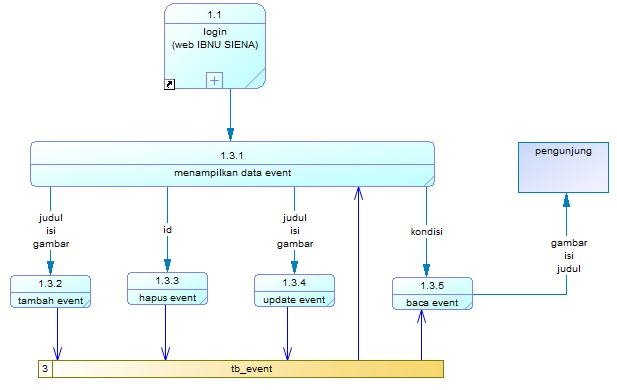 1.1
login
(web IBNU SIENA)
1.3.1
menampilkan data event
pengunjung
judul
isi
gambar
id
judul
isi
gambar
kondisi
gambar
isi
judul
1.3.2
tambah event
1.3.3
hapus event
1.3.4
update event
1.3.5
baca event
3
tb_event